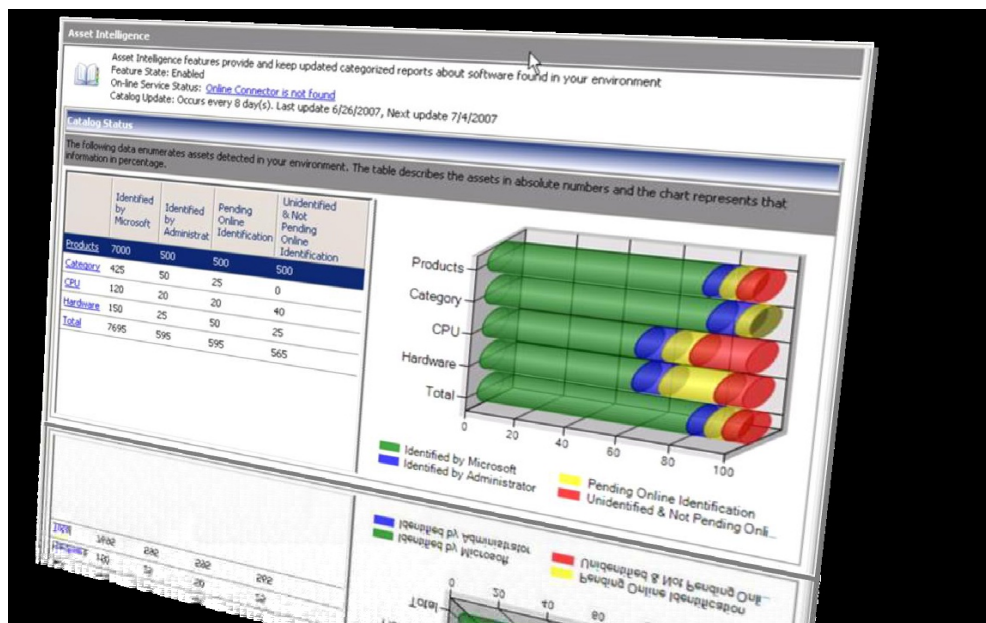 Asset Intelligence
Asset Intelligence features provide and keep updated categorized reports about software found in your environment
Feature State: Enabled
On-line Service Status: Online Connector is not found
Catalog Update: Occurs every 8 day(s). Last update 6/26/2007, Next update 7/4/2007
Catalog Status
The following data enumerates assets detected in your environment. The table describes the assets in absolute numbers and the chart represents that
information in percentage.
Identified by Microsoft Identified by Administrat Pending Online Identification Unidentified & Not Pending Online Identification
Products 7000 500 500 500
Category 425 50 25 0
CPU 120 20 20 40
Hardware 150 25 50 25
Total 7695 595 595 565
Products
Category
CPU
Hardware
Total
0 20 40 60 80 100
Identified by Microsoft
Identified by Administrator
Pending Online Identification
Unidentified & Not Pending Onli...